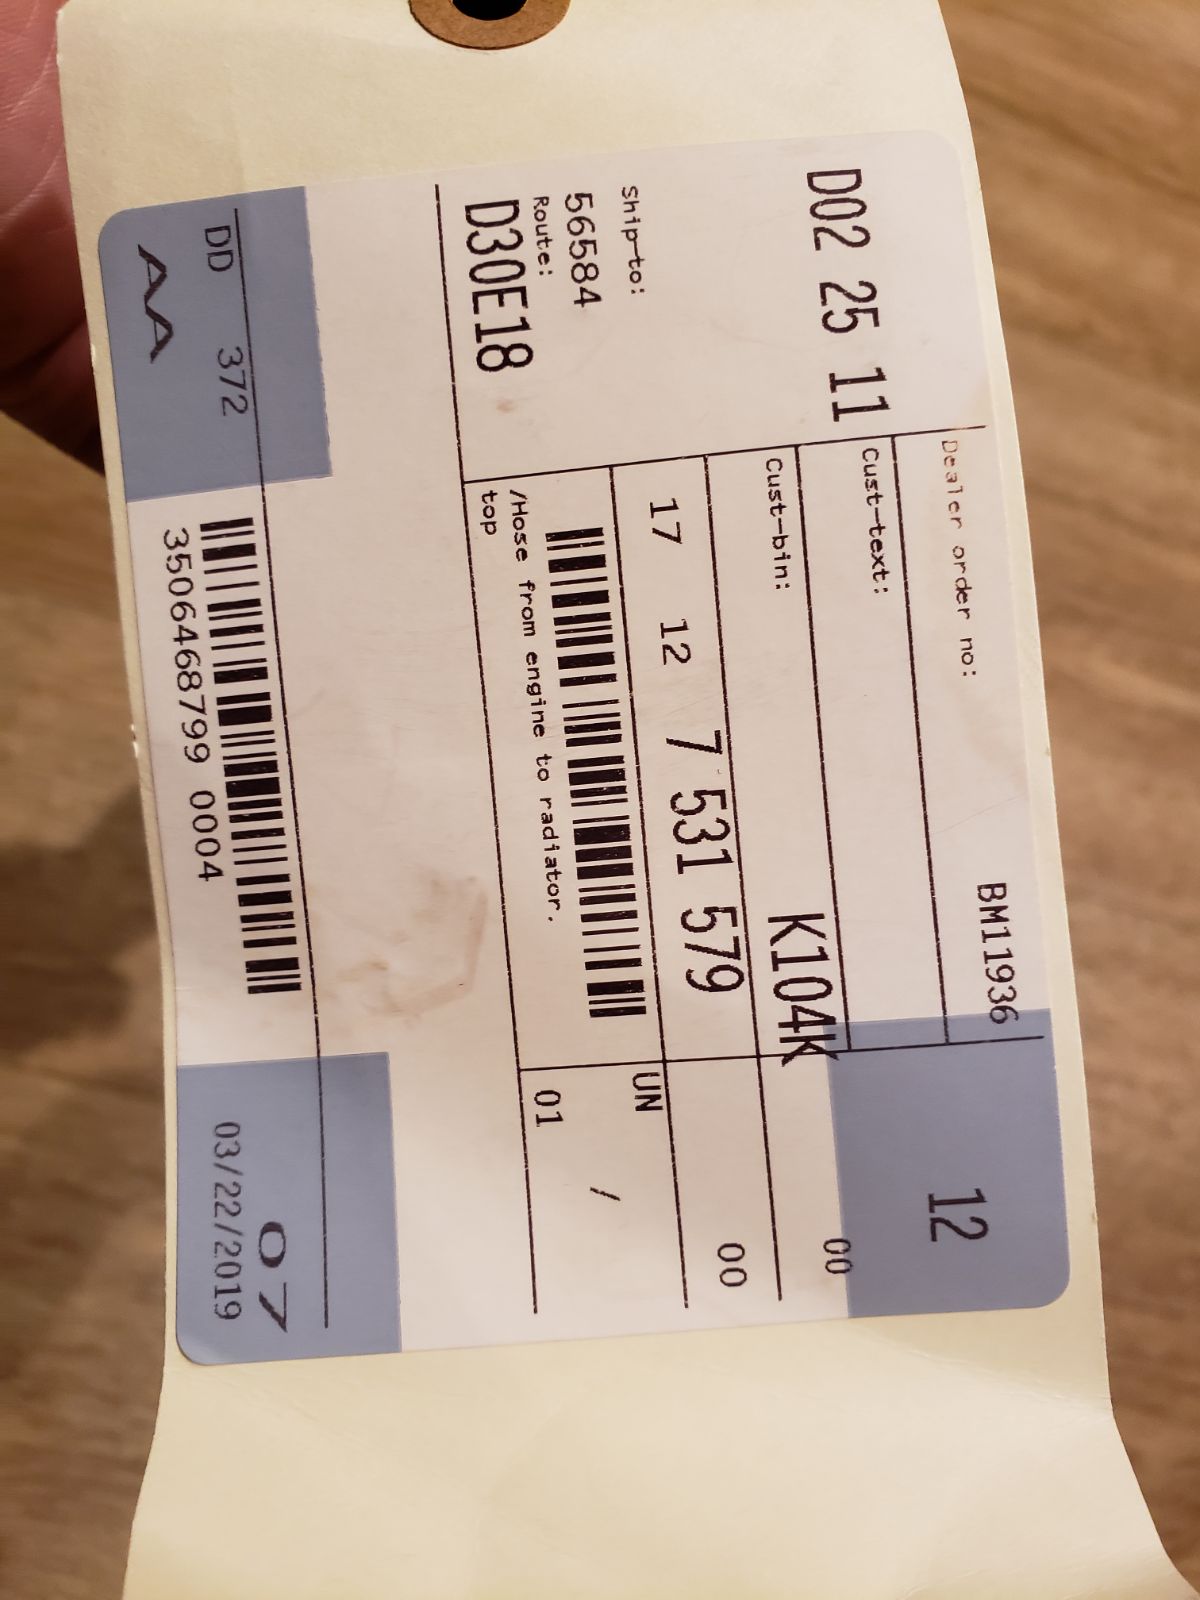 D02 25 11
Dealer order no:
BM11936
12
Cust-text:
00
Ship-to:
56584
Cust-bin:
K104K
00
Route:
D30E18
17 12 7 531 579
UN
/
/Hose from engine to radiator.
top
01
DD 372
AA
3506468799 0004
07
03/22/2019